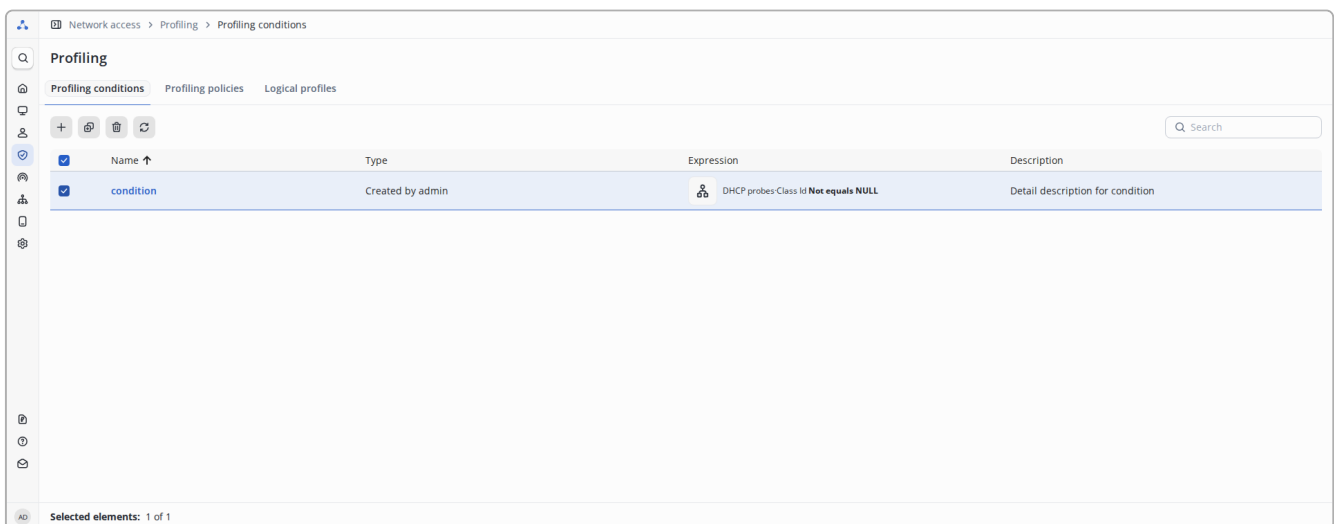 Network access > Profiling > Profiling conditions
Profiling
Profiling conditions Profiling policies Logical profiles
Search
Name Type Expression Description
condition Created by admin DHCP probes·Class Id Not equals NULL Detail description for condition
AD Selected elements: 1 of 1